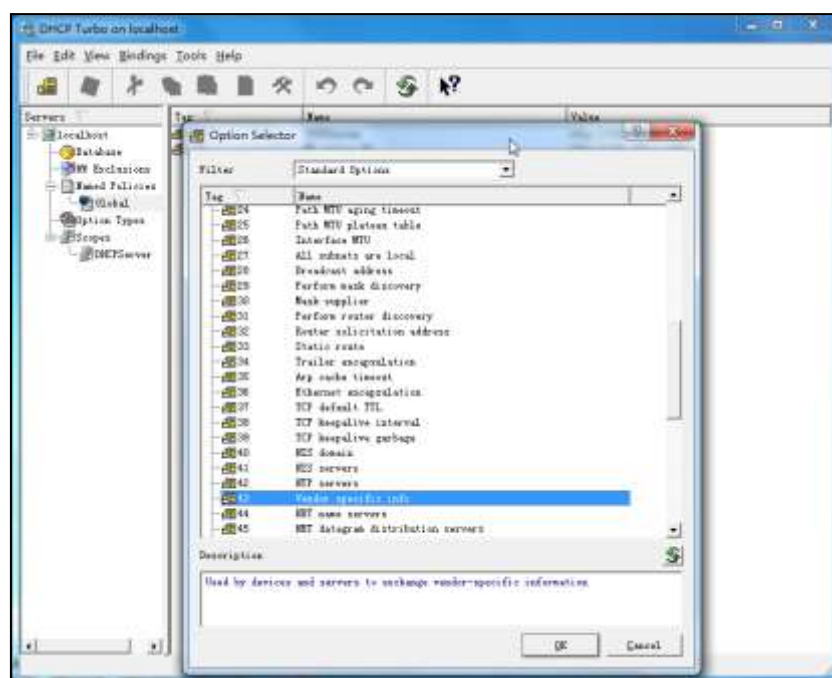 DHCP Turbo on localhost
File Edit View Bindings Tools Help
Servers
Tag Name Value
localhost
Database
HW Exclusions
Named Policies
Global
Option Types
Scopes
DHCPServer
Option Selector
Filter Standard Options
Tag Name
24 Path MTU aging timeout
25 Path MTU plateau table
26 Interface MTU
27 All subnets are local
28 Broadcast address
29 Perform mask discovery
30 Mask supplier
31 Perform router discovery
32 Router solicitation address
33 Static route
34 Trailer encapsulation
35 Arp cache timeout
36 Ethernet encapsulation
37 TCP default TTL
38 TCP keepalive interval
39 TCP keepalive garbage
40 NIS domain
41 NIS servers
42 NTP servers
43 Vendor specific info
44 NBT name servers
45 NBT datagram distribution servers
Description
Used by devices and servers to exchange vendor-specific information
OK Cancel